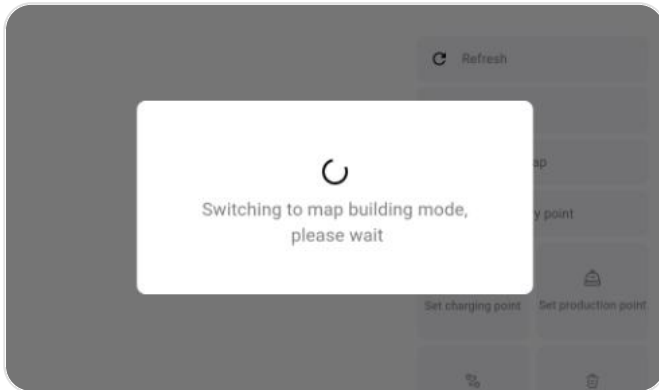 Refresh
Switching to map building mode,
please wait
ap
y point
Set charging point
Set production point